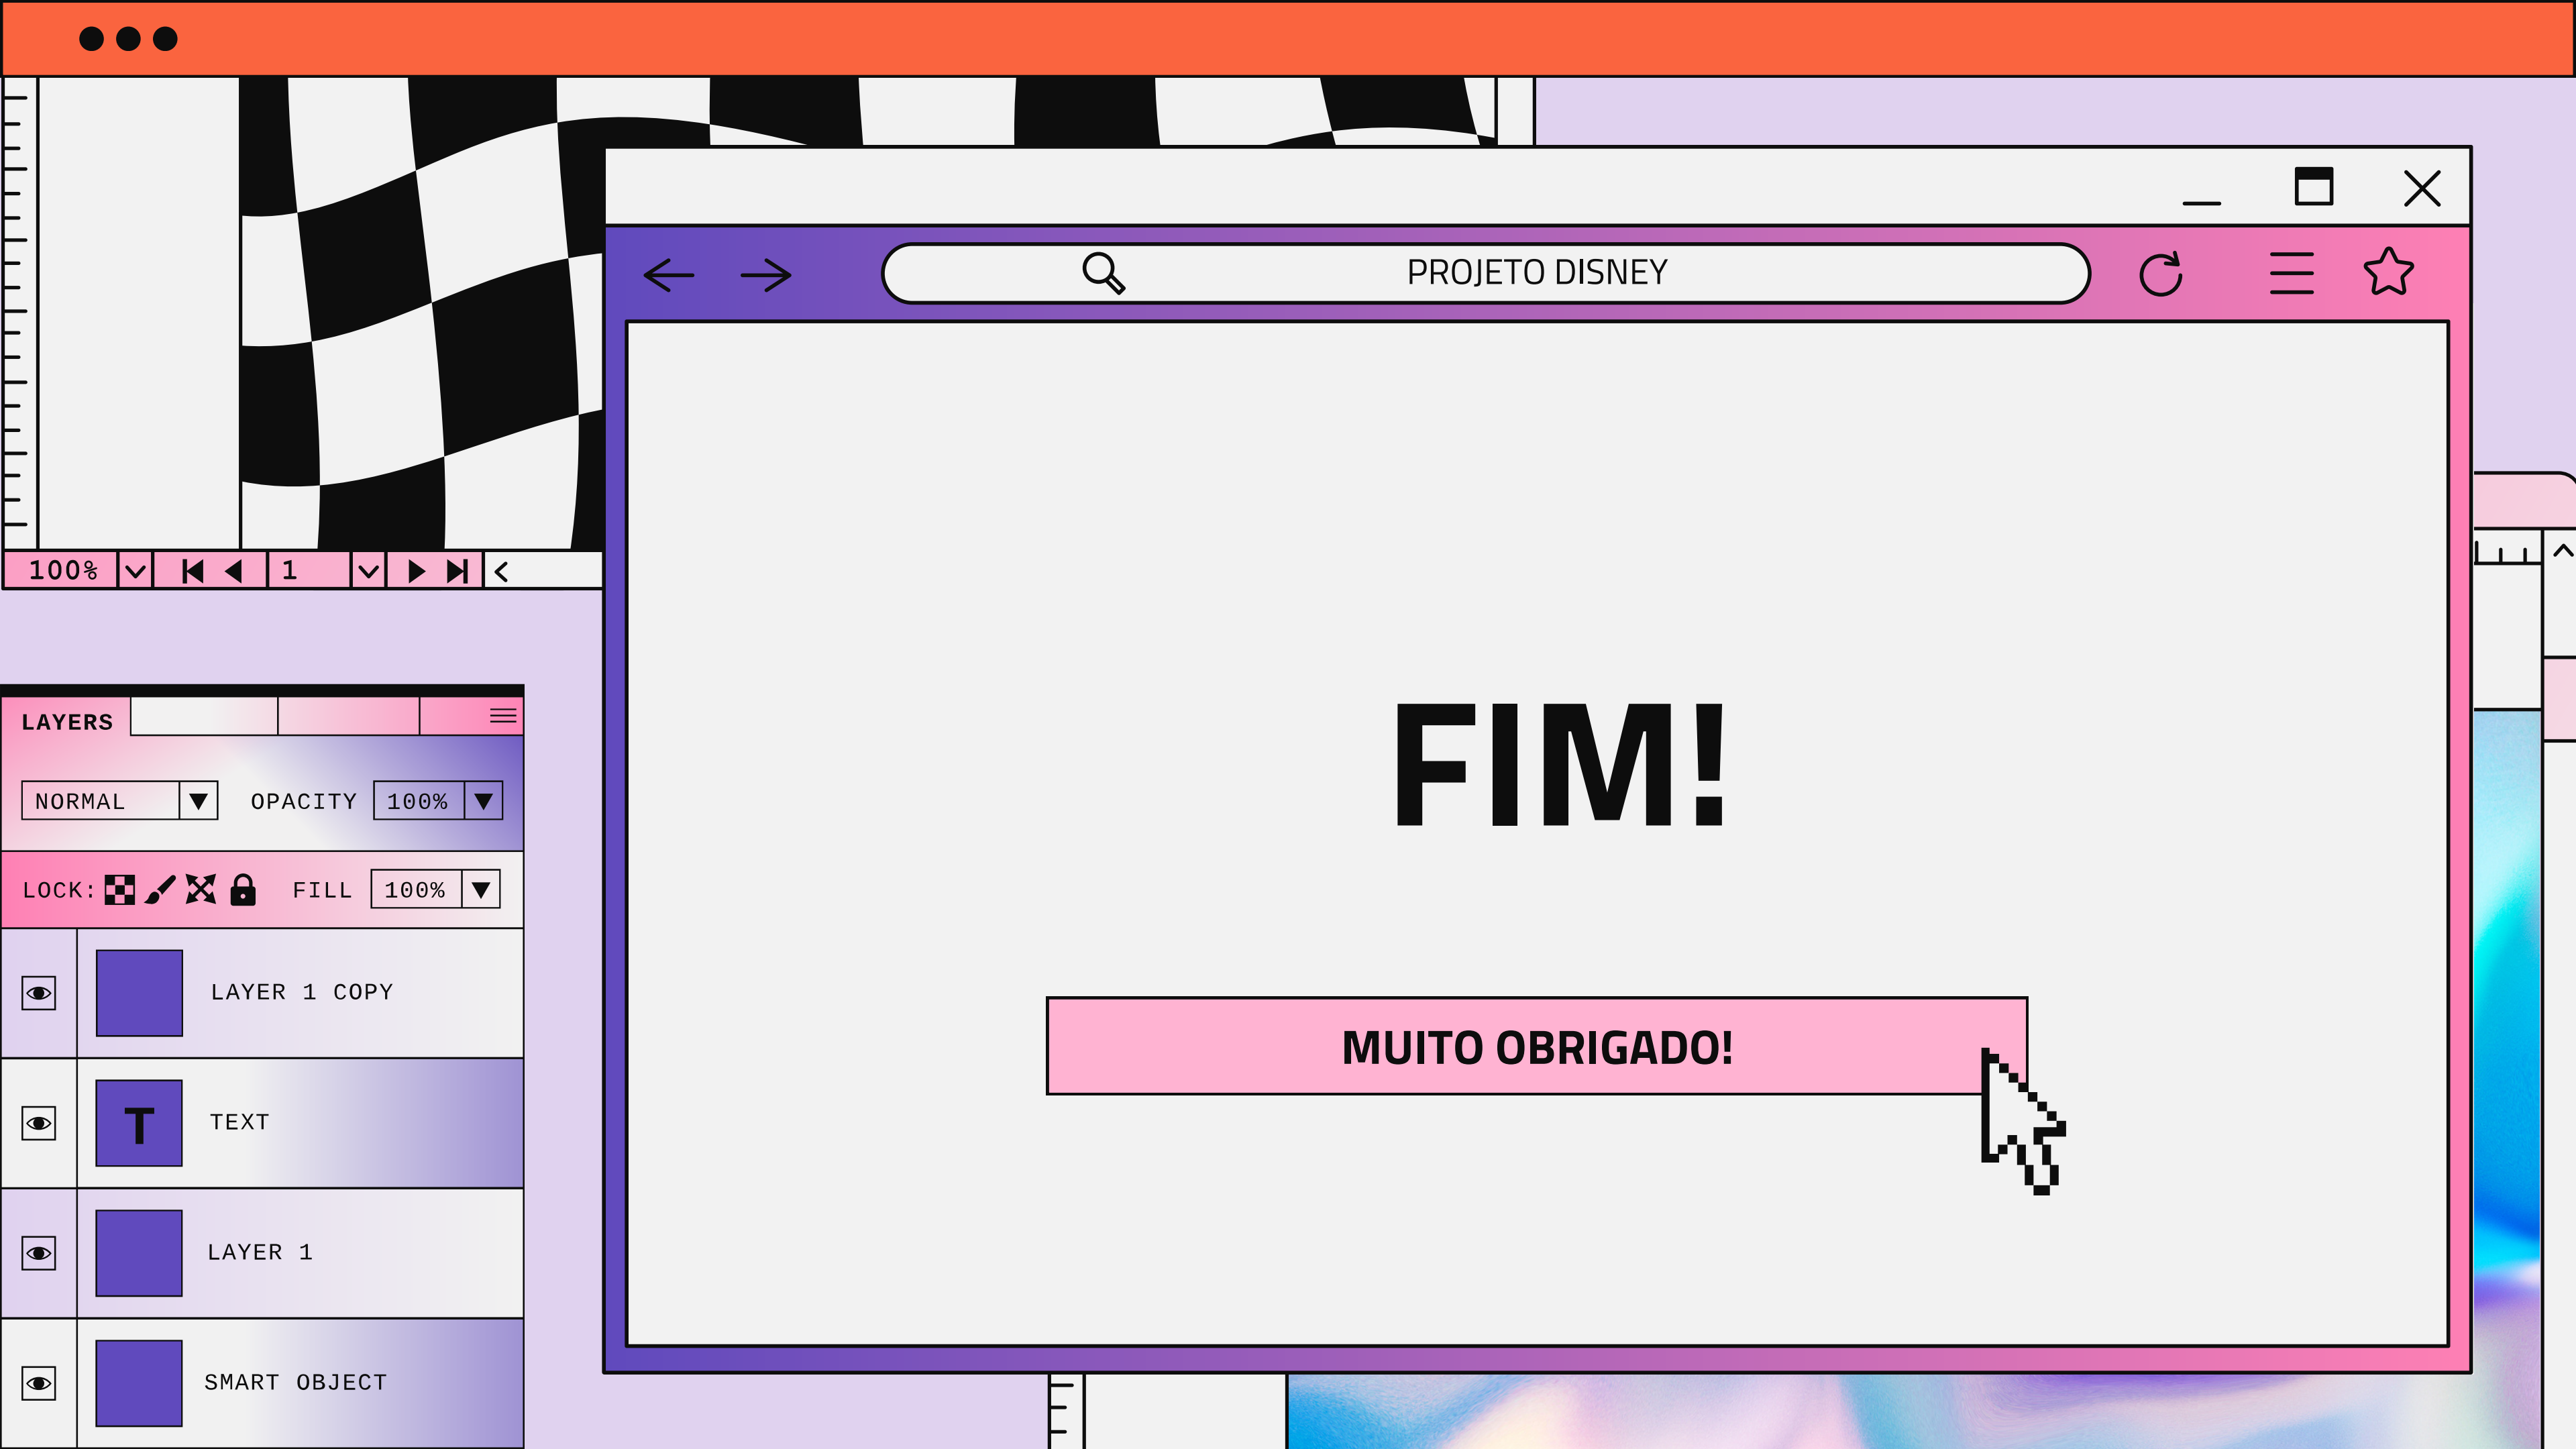 PROJETO DISNEY
FIM!
MUITO OBRIGADO!
100%
1
LAYERS
NORMAL
OPACITY
100%
LOCK:
FILL
100%
LAYER 1 COPY
T
TEXT
LAYER 1
SMART OBJECT